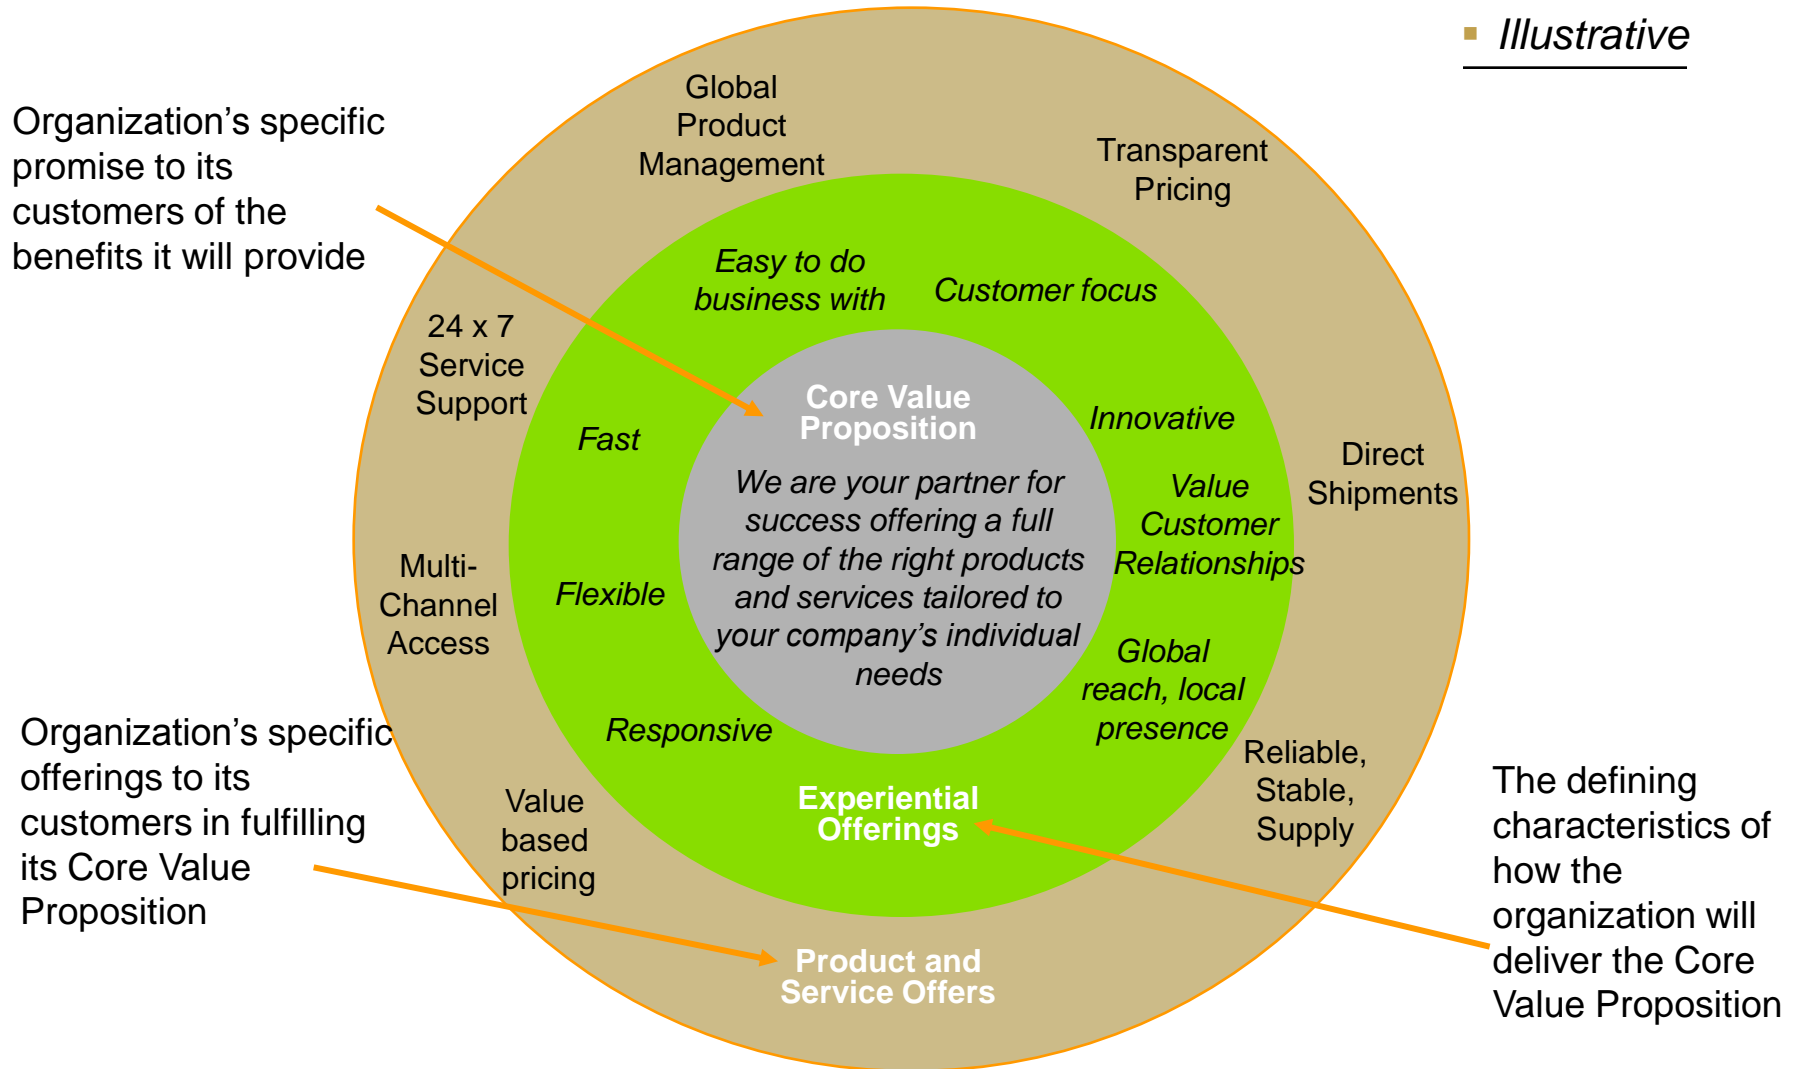 ▪ Illustrative
Organization’s specific
promise to its
customers of the
benefits it will provide
Global
Product
Management
Transparent
Pricing
Easy to do
business with
Customer focus
24 x 7
Service
Support
Fast
Core Value
Proposition
Innovative
We are your partner for
success offering a full
range of the right products
and services tailored to
your company’s individual
needs
Value
Customer
Relationships
Direct
Shipments
Multi-
Channel
Access
Flexible
Global
reach, local
presence
Responsive
Organization’s specific
offerings to its
customers in fulfilling
its Core Value
Proposition
Value
based
pricing
Experiential
Offerings
Reliable,
Stable,
Supply
The defining
characteristics of
how the
organization will
deliver the Core
Value Proposition
Product and
Service Offers